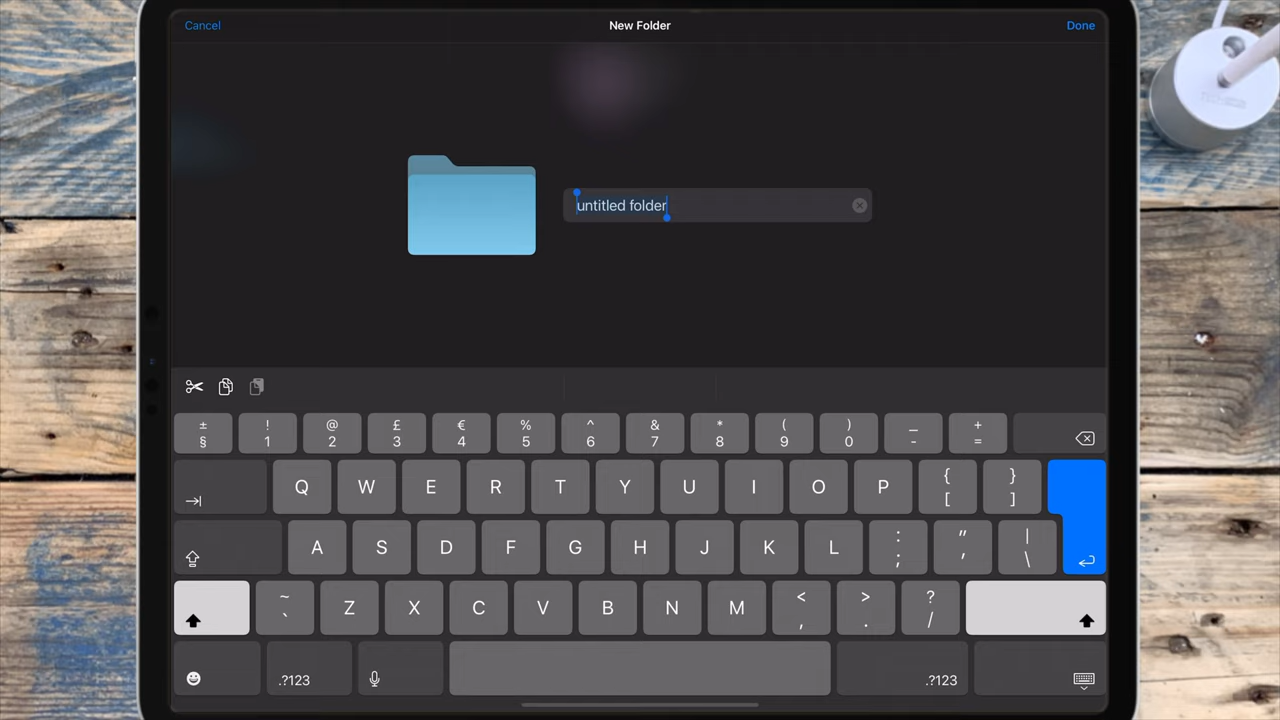 Cancel New Folder Done
untitled folder
± ! @ £ € % ^ & * ( ) _ +
§ 1 2 3 4 5 6 7 8 9 0 - =
Q W E R T Y U I O P { }
[ ]
A S D F G H J K L : " |
; ' \
~ Z X C V B N M < > ?
` , . /
.?123 .?123